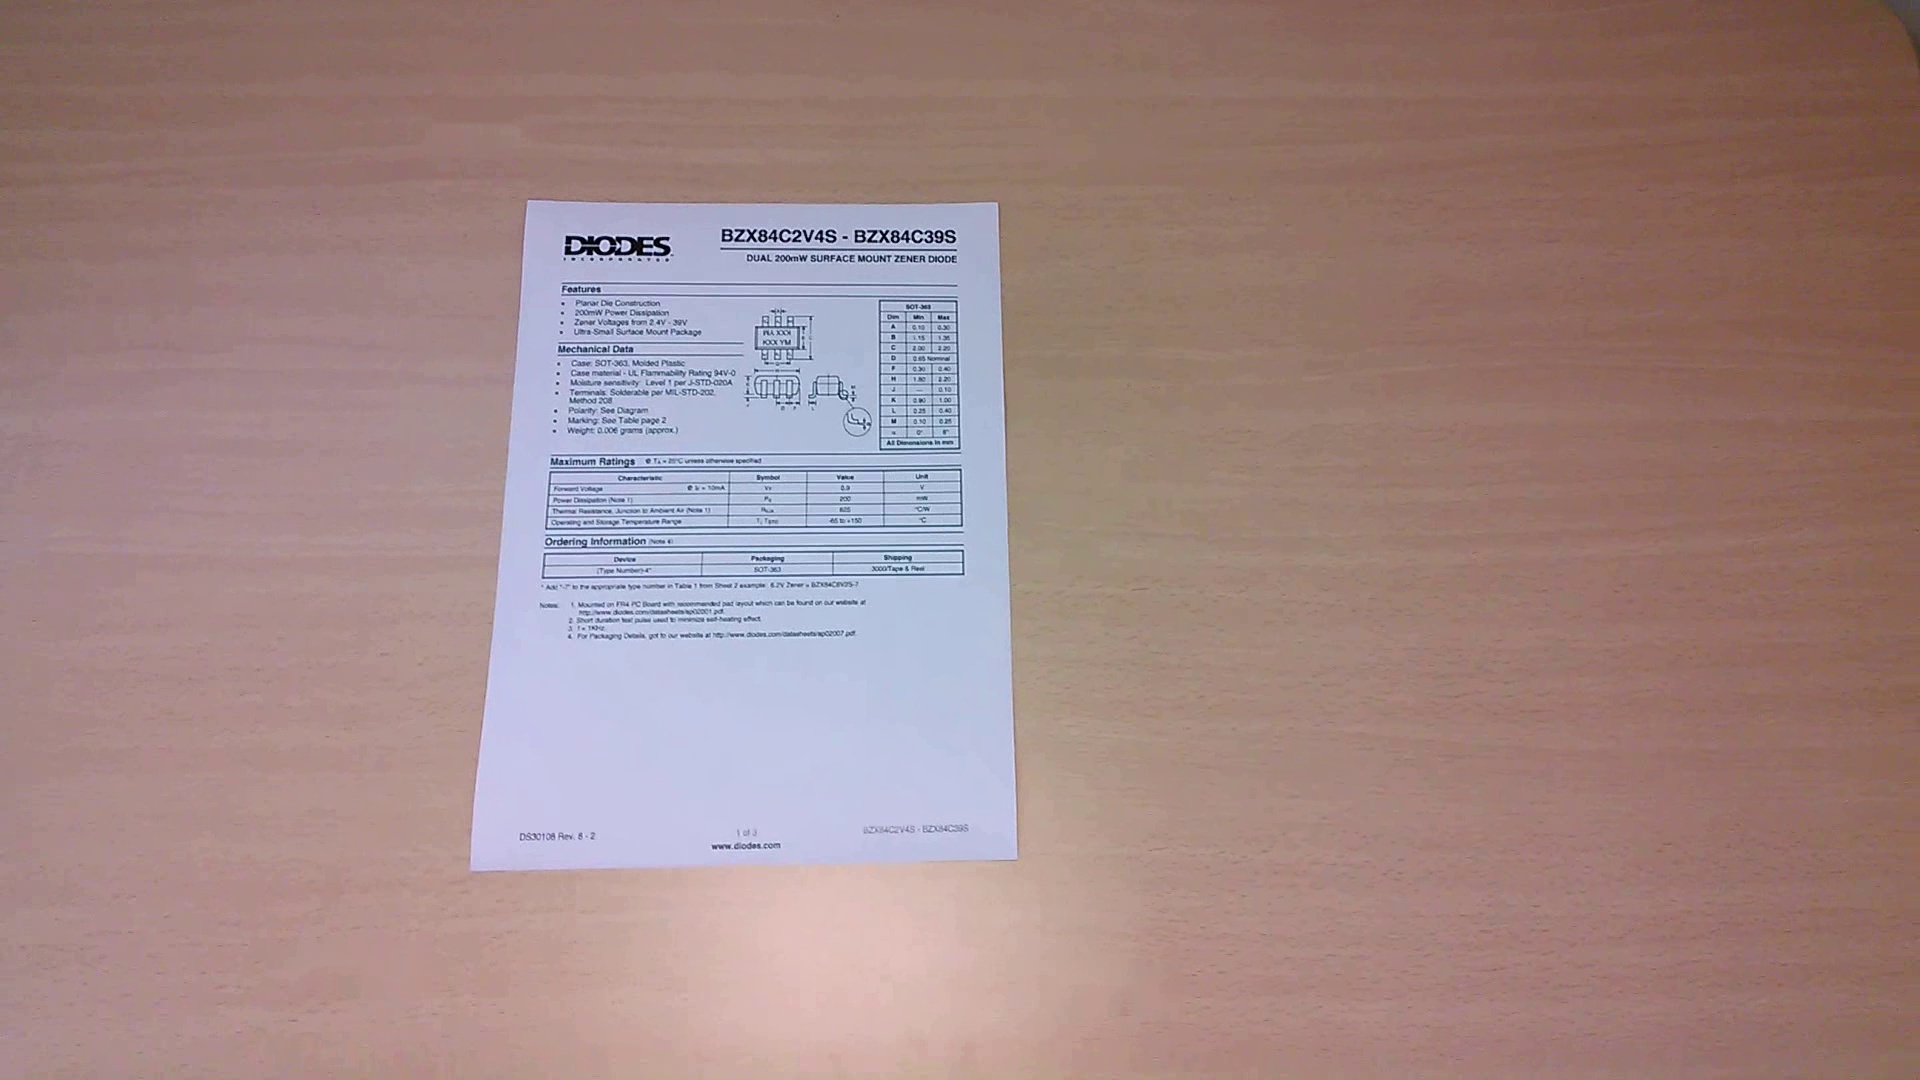 DIODES
INCORPORATED
BZX84C2V4S - BZX84C39S
DUAL 200mW SURFACE MOUNT ZENER DIODE
Features
• Planar Die Construction
• 200mW Power Dissipation
• Zener Voltages from 2.4V - 39V
• Ultra-Small Surface Mount Package
Mechanical Data
• Case: SOT-363, Molded Plastic
• Case material - UL Flammability Rating 94V-0
• Moisture sensitivity: Level 1 per J-STD-020A
• Terminals: Solderable per MIL-STD-202,
Method 208
• Polarity: See Diagram
• Marking: See Table page 2
• Weight: 0.006 grams (approx.)
KXX YM
KXX YM
SOT-363
Dim Min Max
A 0.10 0.30
B 1.15 1.35
C 2.00 2.20
D 0.65 Nominal
F 0.30 0.40
H 1.80 2.20
J — 0.10
K 0.90 1.00
L 0.25 0.40
M 0.10 0.25
α 0° 8°
All Dimensions in mm
Maximum Ratings @ TA = 25°C unless otherwise specified
Characteristic Symbol Value Unit
Forward Voltage @ IF = 10mA VF 0.9 V
Power Dissipation (Note 1) Pd 200 mW
Thermal Resistance, Junction to Ambient Air (Note 1) RθJA 625 °C/W
Operating and Storage Temperature Range Tj, TSTG -65 to +150 °C
Ordering Information (Note 4)
Device Packaging Shipping
(Type Number)-4* SOT-363 3000/Tape & Reel
* Add "-7" to the appropriate type number in Table 1 from Sheet 2 example: 6.2V Zener = BZX84C6V2S-7
Notes: 1. Mounted on FR4 PC Board with recommended pad layout which can be found on our website at
http://www.diodes.com/datasheets/ap02001.pdf.
2. Short duration test pulse used to minimize self-heating effect.
3. f = 1KHz.
4. For Packaging Details, got to our website at http://www.diodes.com/datasheets/ap02007.pdf.
DS30108 Rev. 8 - 2
1 of 3
www.diodes.com
BZX84C2V4S - BZX84C39S